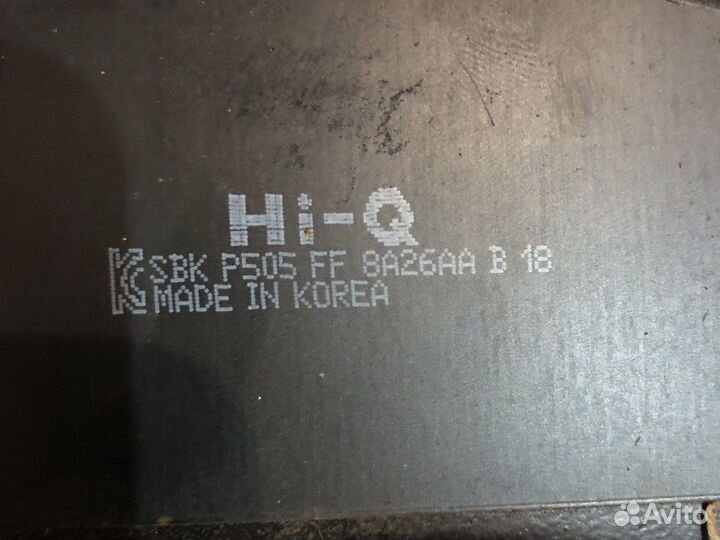 Hi-Q
SBK P505 FF 8A26AA B 18
MADE IN KOREA
Avito